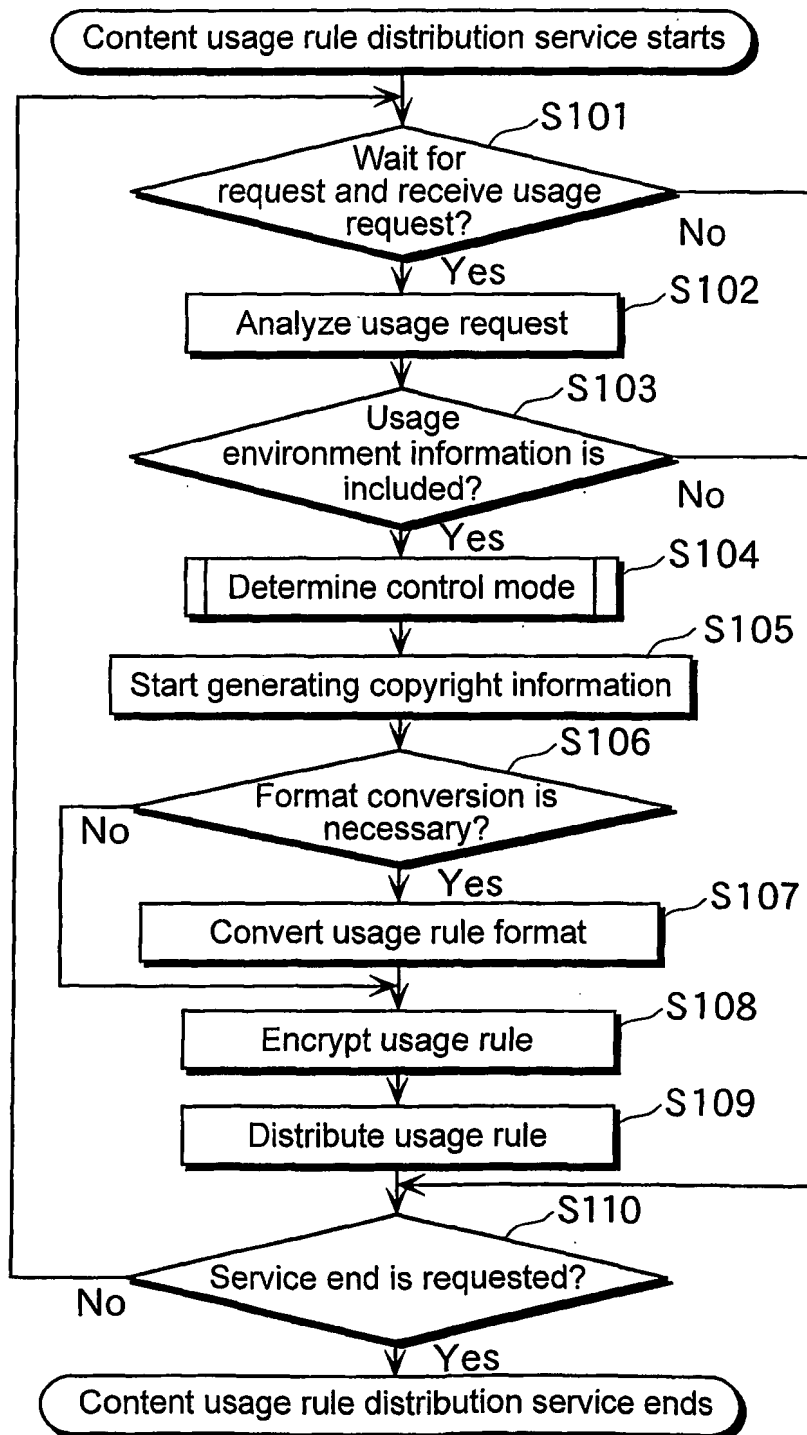 Content usage rule distribution service starts
S101
Wait for
request and receive usage
request?
No
Yes
S102
Analyze usage request
S103
Usage
environment information is
included?
No
Yes
S104
Determine control mode
S105
Start generating copyright information
S106
Format conversion is
necessary?
No
Yes
S107
Convert usage rule format
S108
Encrypt usage rule
S109
Distribute usage rule
S110
Service end is requested?
No
Yes
Content usage rule distribution service ends